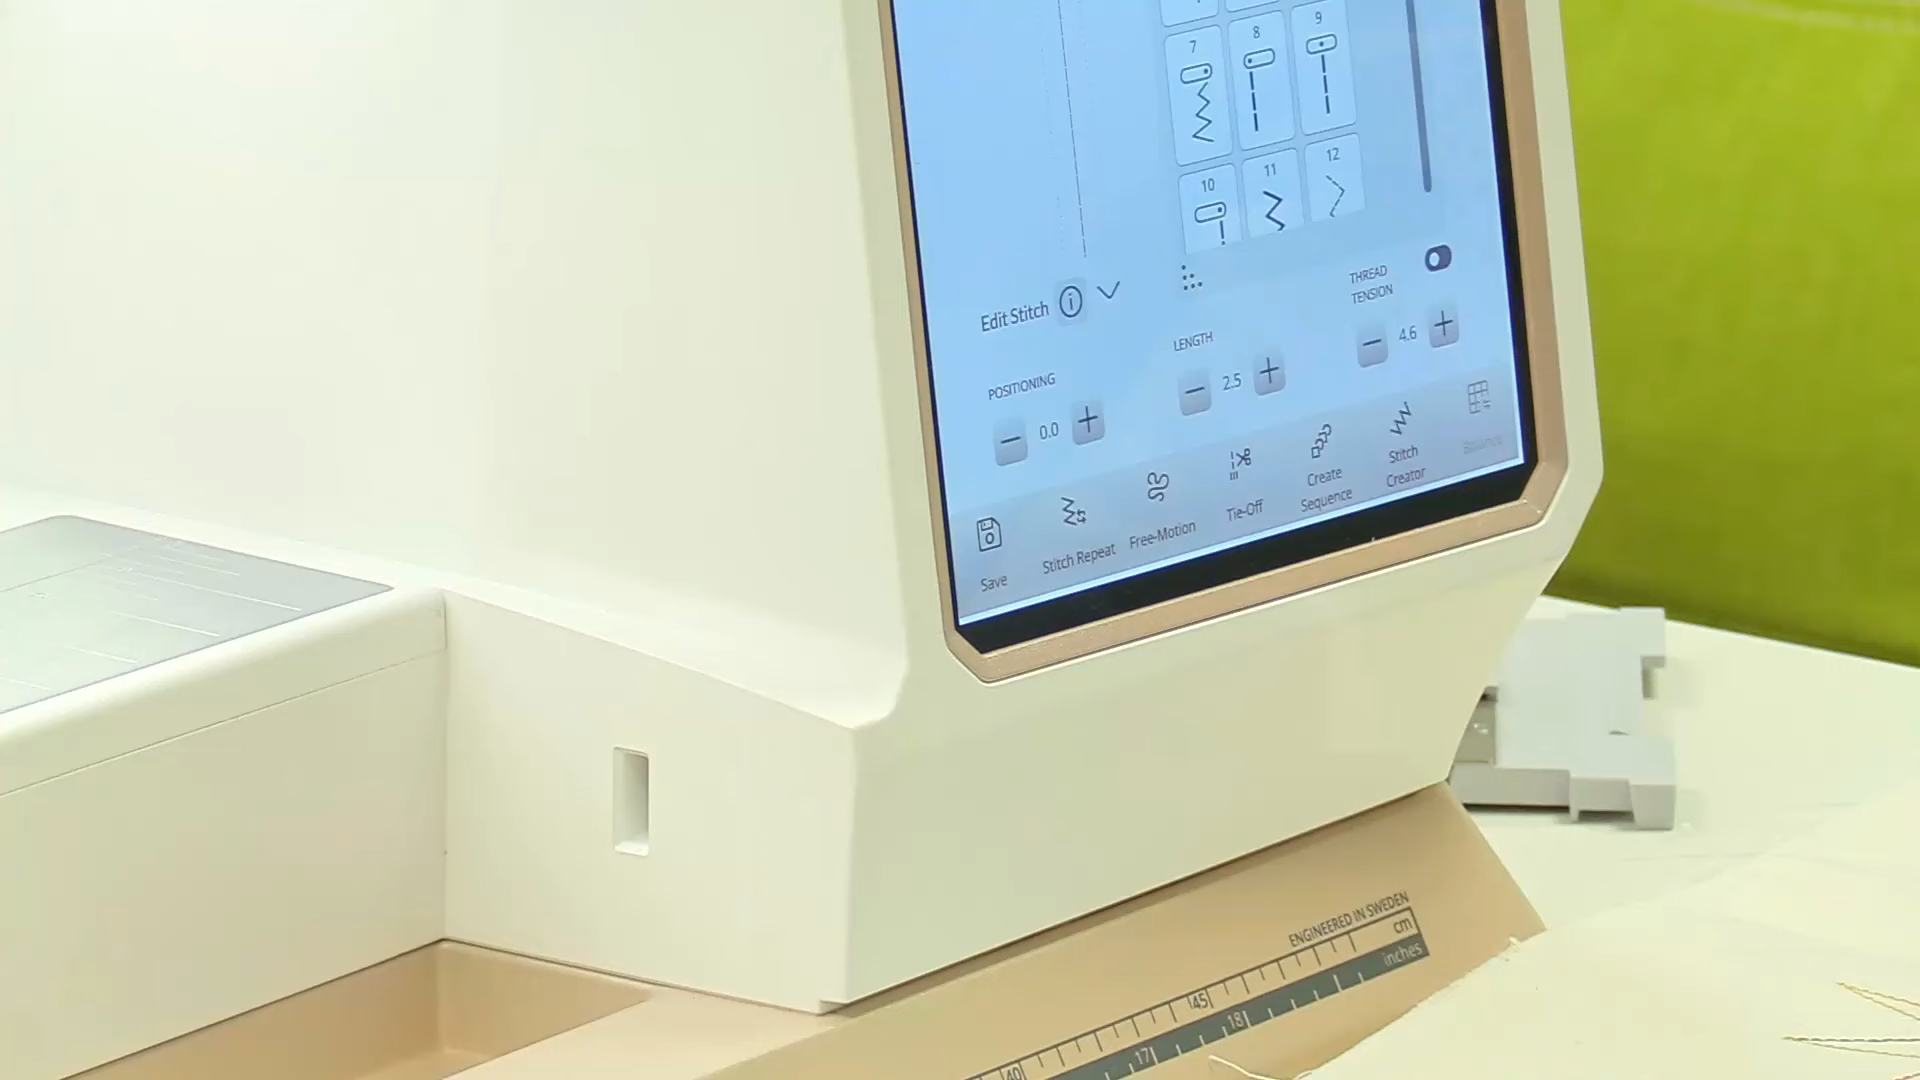 7 8 9
10 11 12
Edit Stitch
POSITIONING
0.0
LENGTH
2.5
THREAD
TENSION
4.6
Save
Stitch Repeat
Free-Motion
Tie-Off
Create
Sequence
Stitch
Creator
Balance
ENGINEERED IN SWEDEN
cm
inches
40 45
17 18